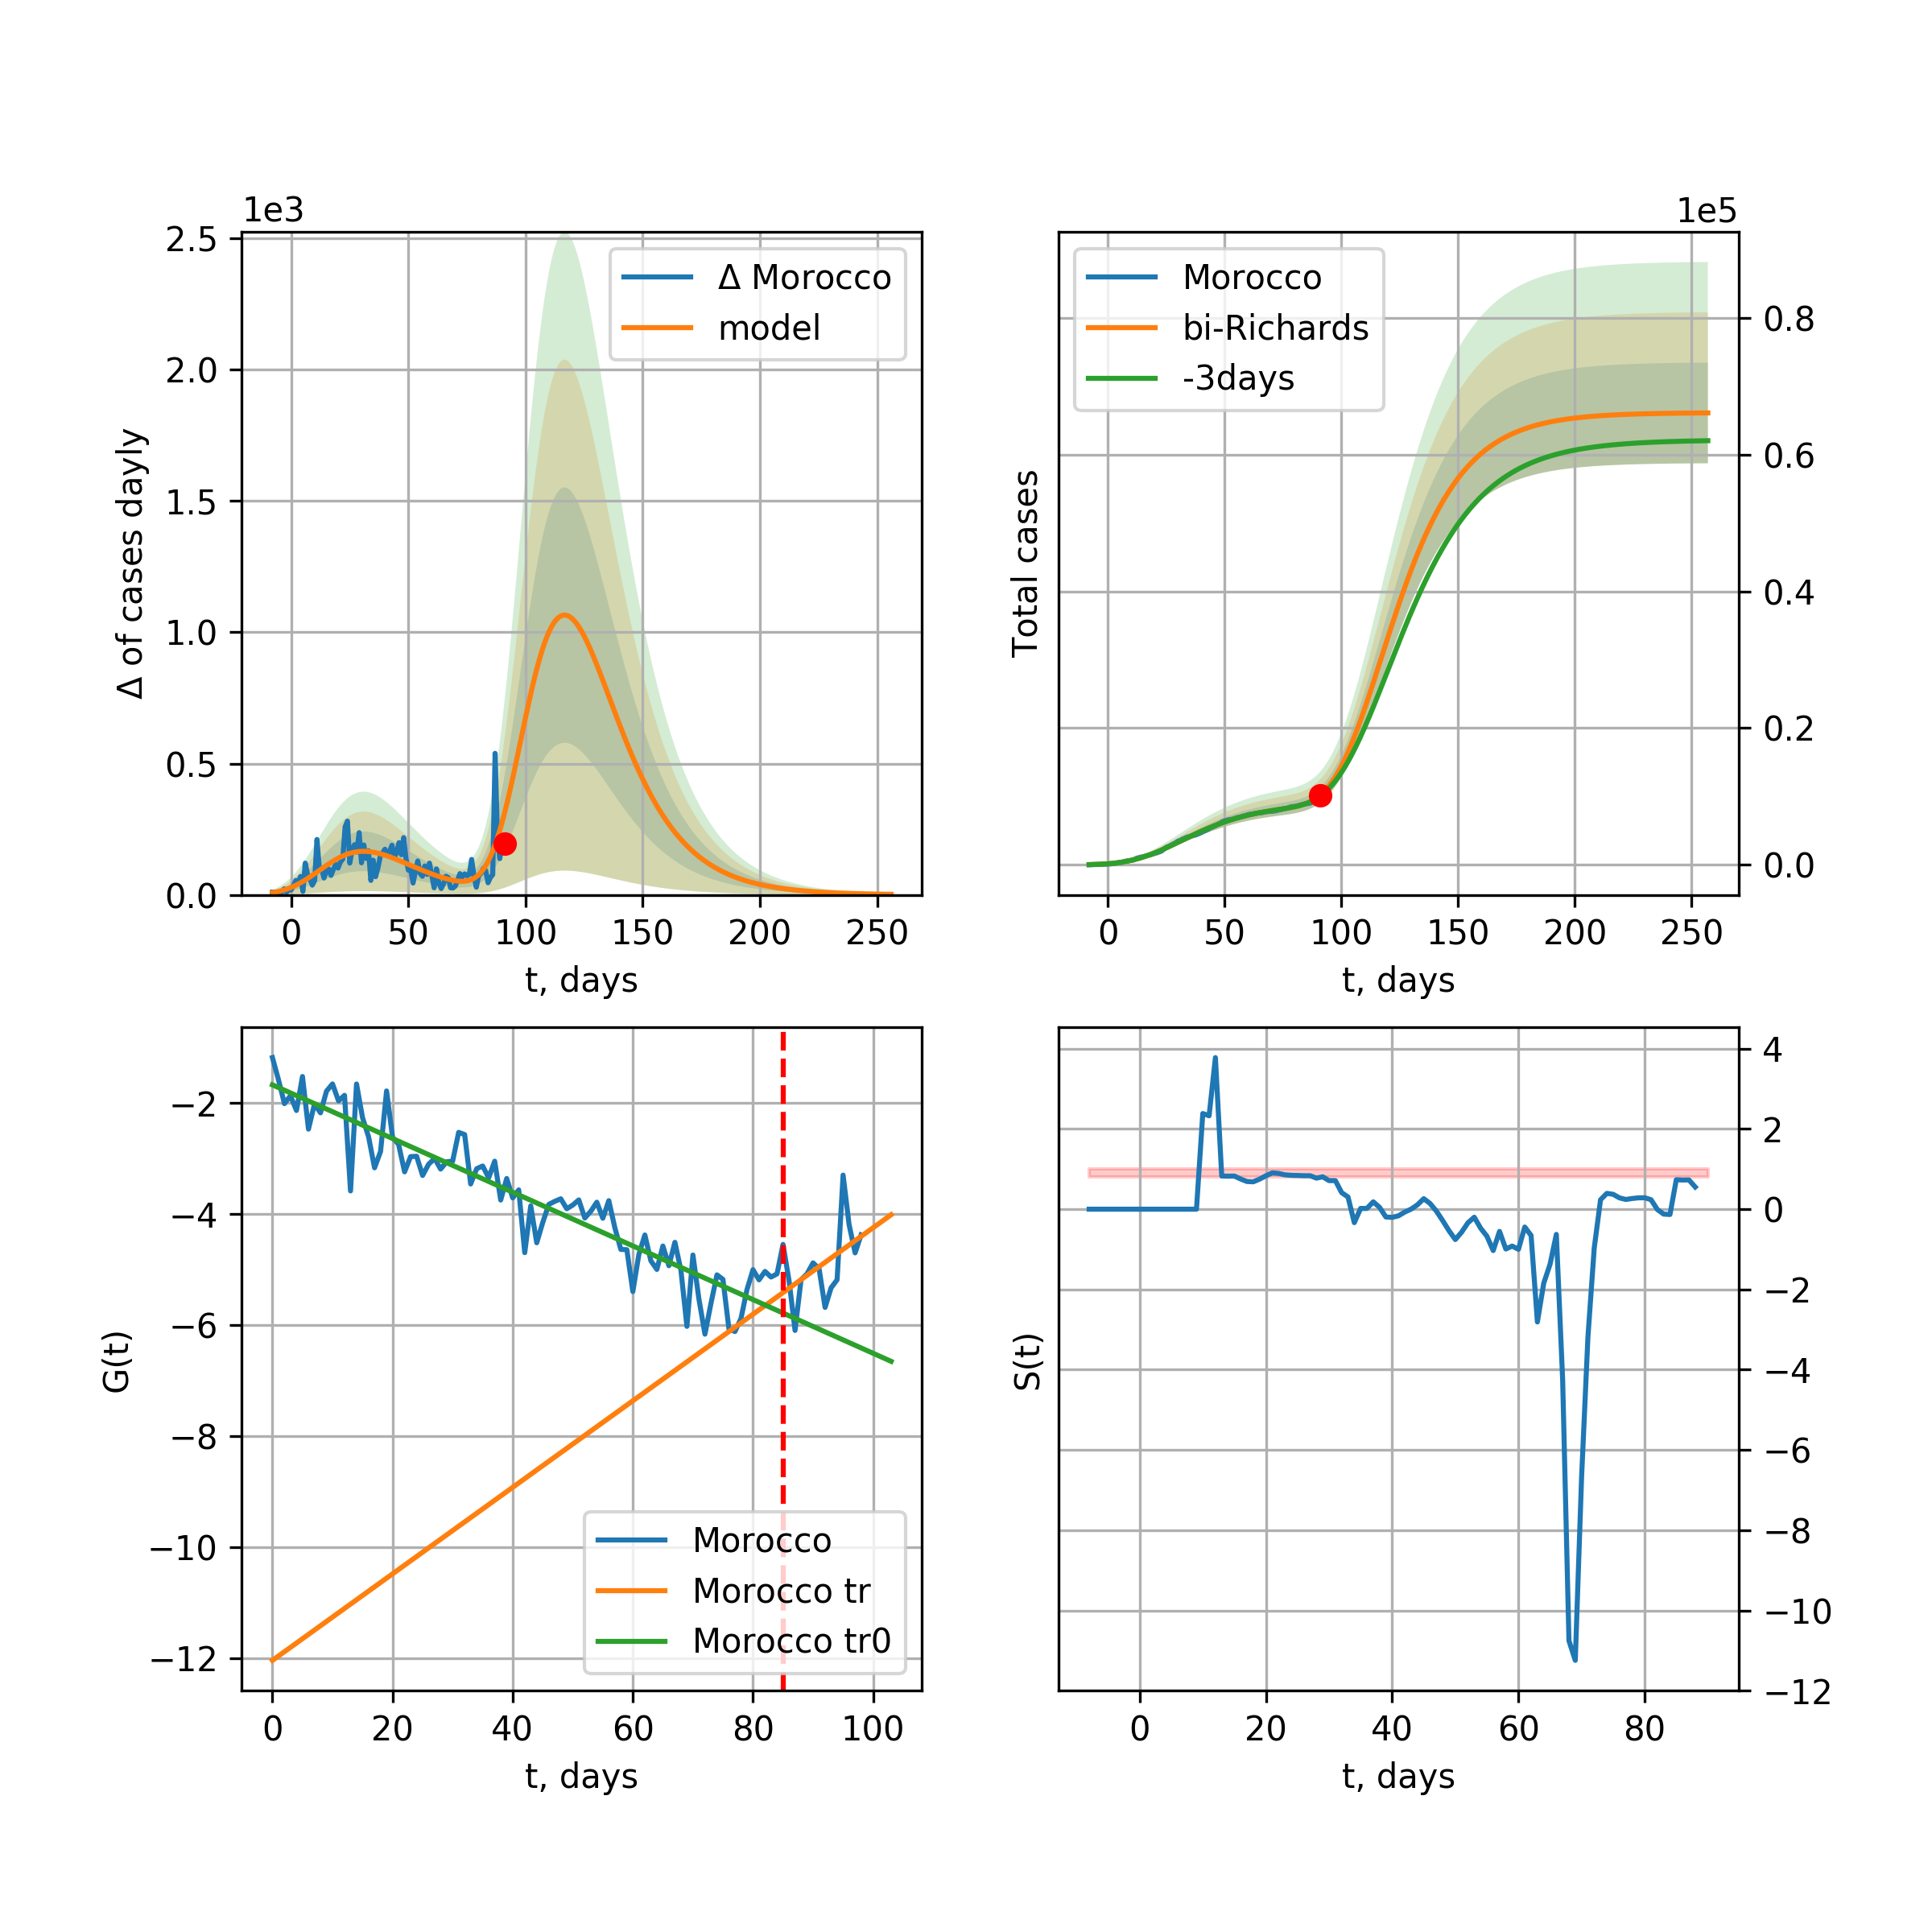 1e3
2.5
2.0
1.5
1.0
0.5
0.0
Δ of cases dayly
Δ Morocco
model
0 50 100 150 200 250
t, days
1e5
Morocco
bi-Richards
-3days
Total cases
0.8
0.6
0.4
0.2
0.0
0 50 100 150 200 250
t, days
−2
−4
−6
−8
−10
−12
G(t)
Morocco
Morocco tr
Morocco tr0
0 20 40 60 80 100
t, days
S(t)
4
2
0
−2
−4
−6
−8
−10
−12
0 20 40 60 80
t, days